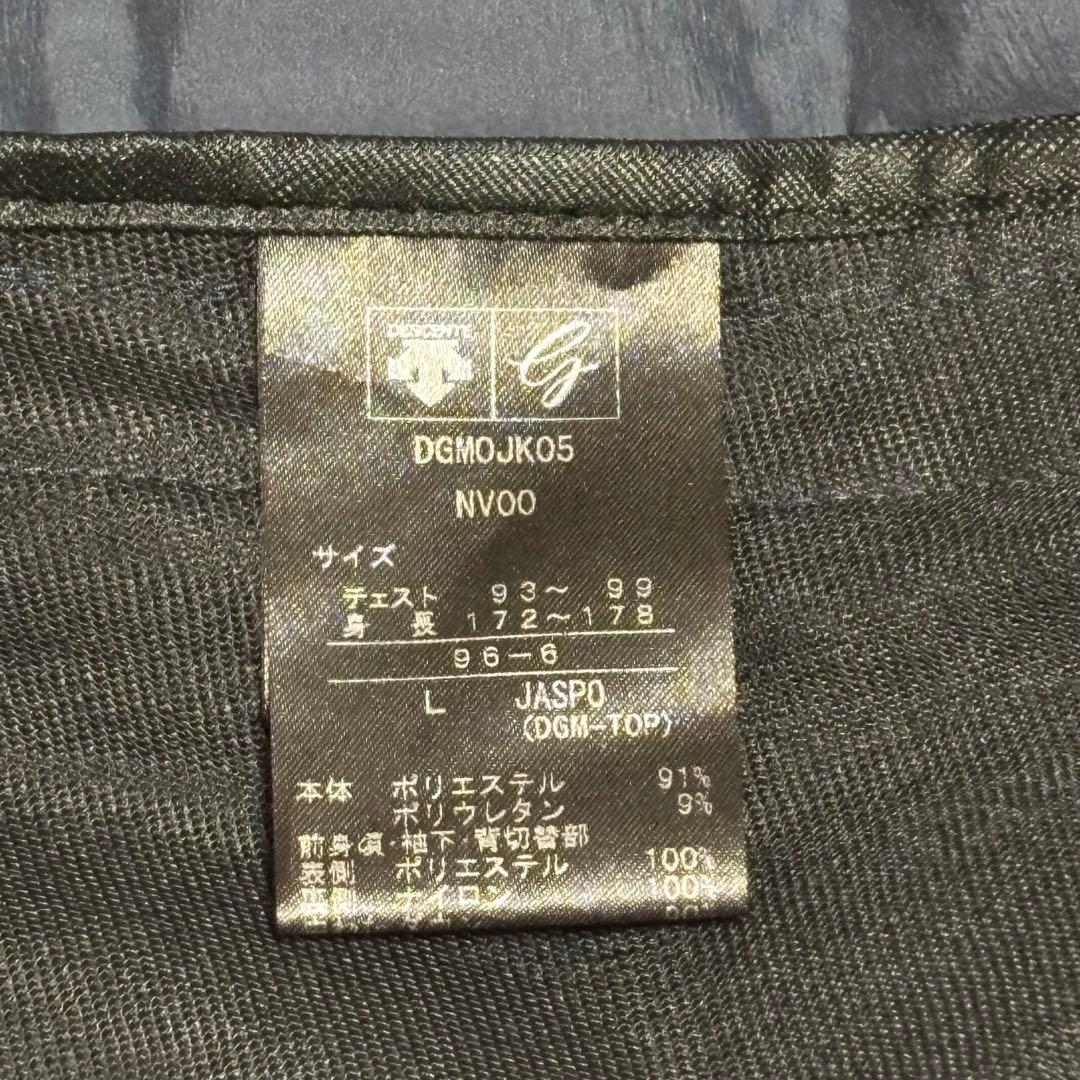 DESCENTE
DGMOJK05
NV00
サイズ
チェスト 93～ 99
身 長 172～178
96－6
L JASPO
(DGM-TOP)
本体 ポリエステル 91%
ポリウレタン 9%
前身頃・袖下・背切替部
表側 ポリエステル 100%
ナイロン 100%